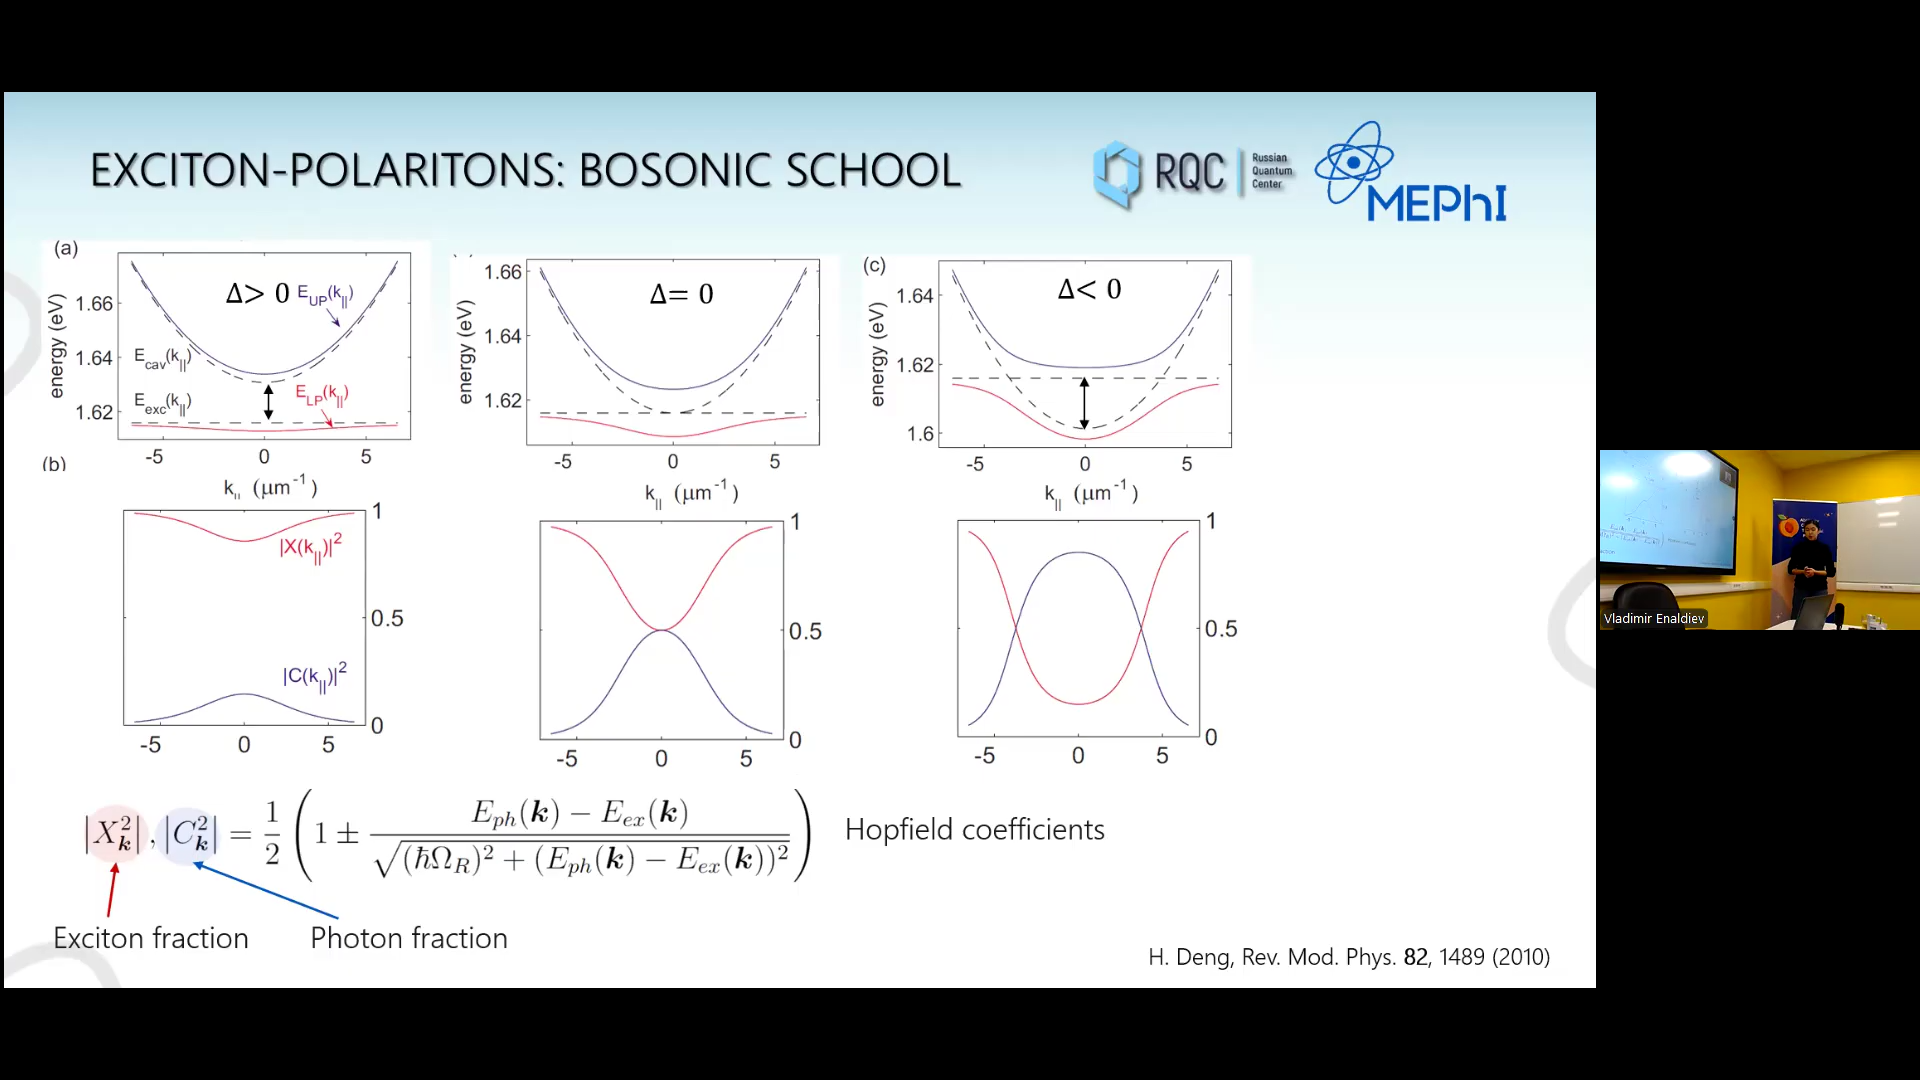 EXCITON-POLARITONS: BOSONIC SCHOOL
RQC
Russian
Quantum
Center
MEPhI
(a)
Δ> 0
E_UP(k_||)
E_cav(k_||)
E_exc(k_||)
E_LP(k_||)
energy (eV)
1.66
1.64
1.62
-5 0 5
k_|| (μm^-1)
Δ= 0
energy (eV)
1.66
1.64
1.62
-5 0 5
k_|| (μm^-1)
(c)
Δ< 0
energy (eV)
1.64
1.62
1.6
-5 0 5
k_|| (μm^-1)
(b)
|X(k_||)|^2
|C(k_||)|^2
1
0.5
0
-5 0 5
1
0.5
0
-5 0 5
1
0.5
0
-5 0 5
|X_k^2|, |C_k^2| = 1/2 (1 ± (E_ph(k) − E_ex(k)) / √((ħΩ_R)^2 + (E_ph(k) − E_ex(k))^2))
Hopfield coefficients
Exciton fraction
Photon fraction
H. Deng, Rev. Mod. Phys. 82, 1489 (2010)
Vladimir Enaldiev